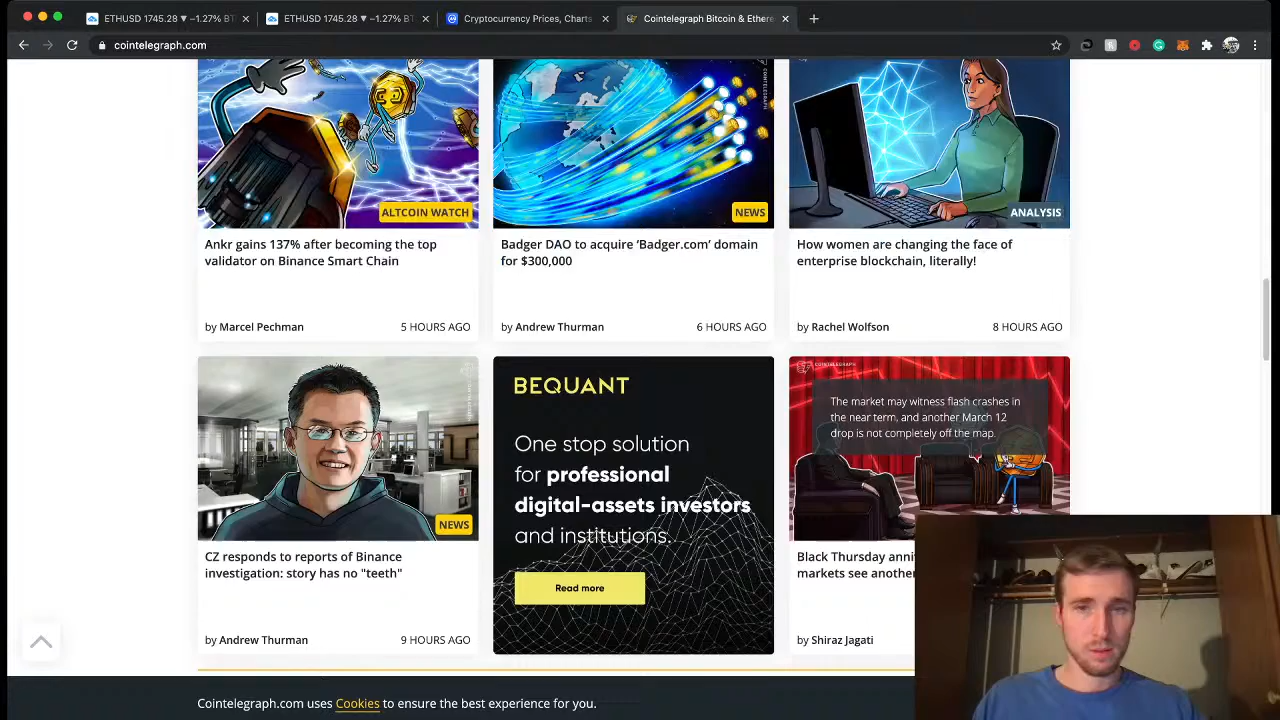 ETHUSD 1745.28 ▼ −1.27% BT
ETHUSD 1745.28 ▼ −1.27% BT
Cryptocurrency Prices, Charts
Cointelegraph Bitcoin & Ethere
cointelegraph.com
COINTELEGRAPH
ALTCOIN WATCH
NEWS
ANALYSIS
Ankr gains 137% after becoming the top
validator on Binance Smart Chain
by Marcel Pechman
5 HOURS AGO
Badger DAO to acquire ‘Badger.com’ domain
for $300,000
by Andrew Thurman
6 HOURS AGO
How women are changing the face of
enterprise blockchain, literally!
by Rachel Wolfson
8 HOURS AGO
NEWS
CZ responds to reports of Binance
investigation: story has no "teeth"
by Andrew Thurman
9 HOURS AGO
BEQUANT
One stop solution
for professional
digital-assets investors
and institutions.
Read more
COINTELEGRAPH
The market may witness flash crashes in
the near term, and another March 12
drop is not completely off the map.
Black Thursday anni
markets see another
by Shiraz Jagati
Cointelegraph.com uses Cookies to ensure the best experience for you.